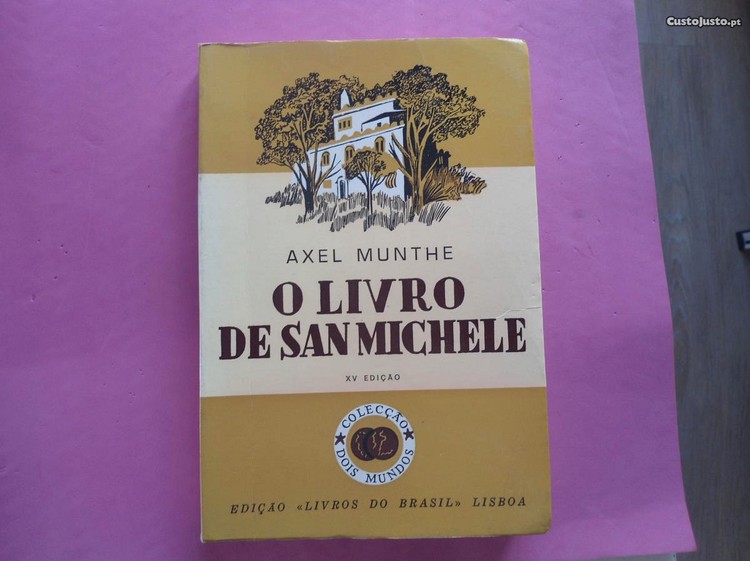 CustoJusto.pt
AXEL MUNTHE
O LIVRO
DE SAN MICHELE
XV EDIÇÃO
COLECÇÃO
DOIS MUNDOS
EDIÇÃO «LIVROS DO BRASIL» LISBOA